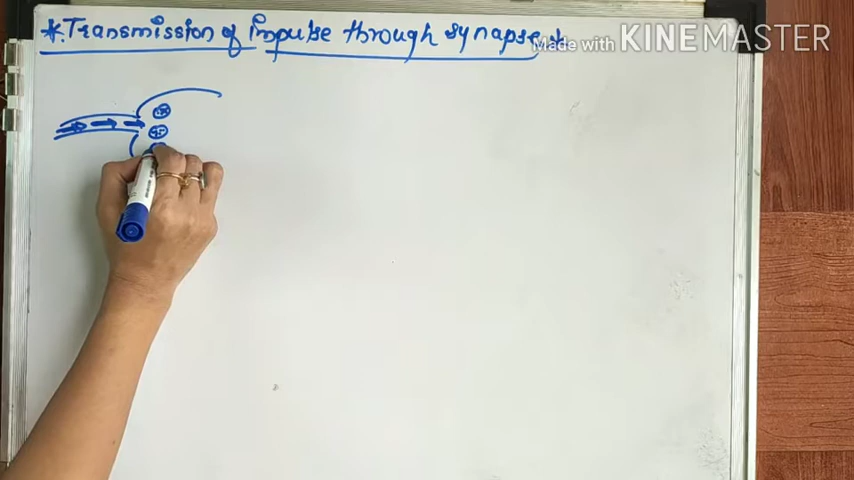 *. Transmission of impulse through synapse *
Made with KINEMASTER